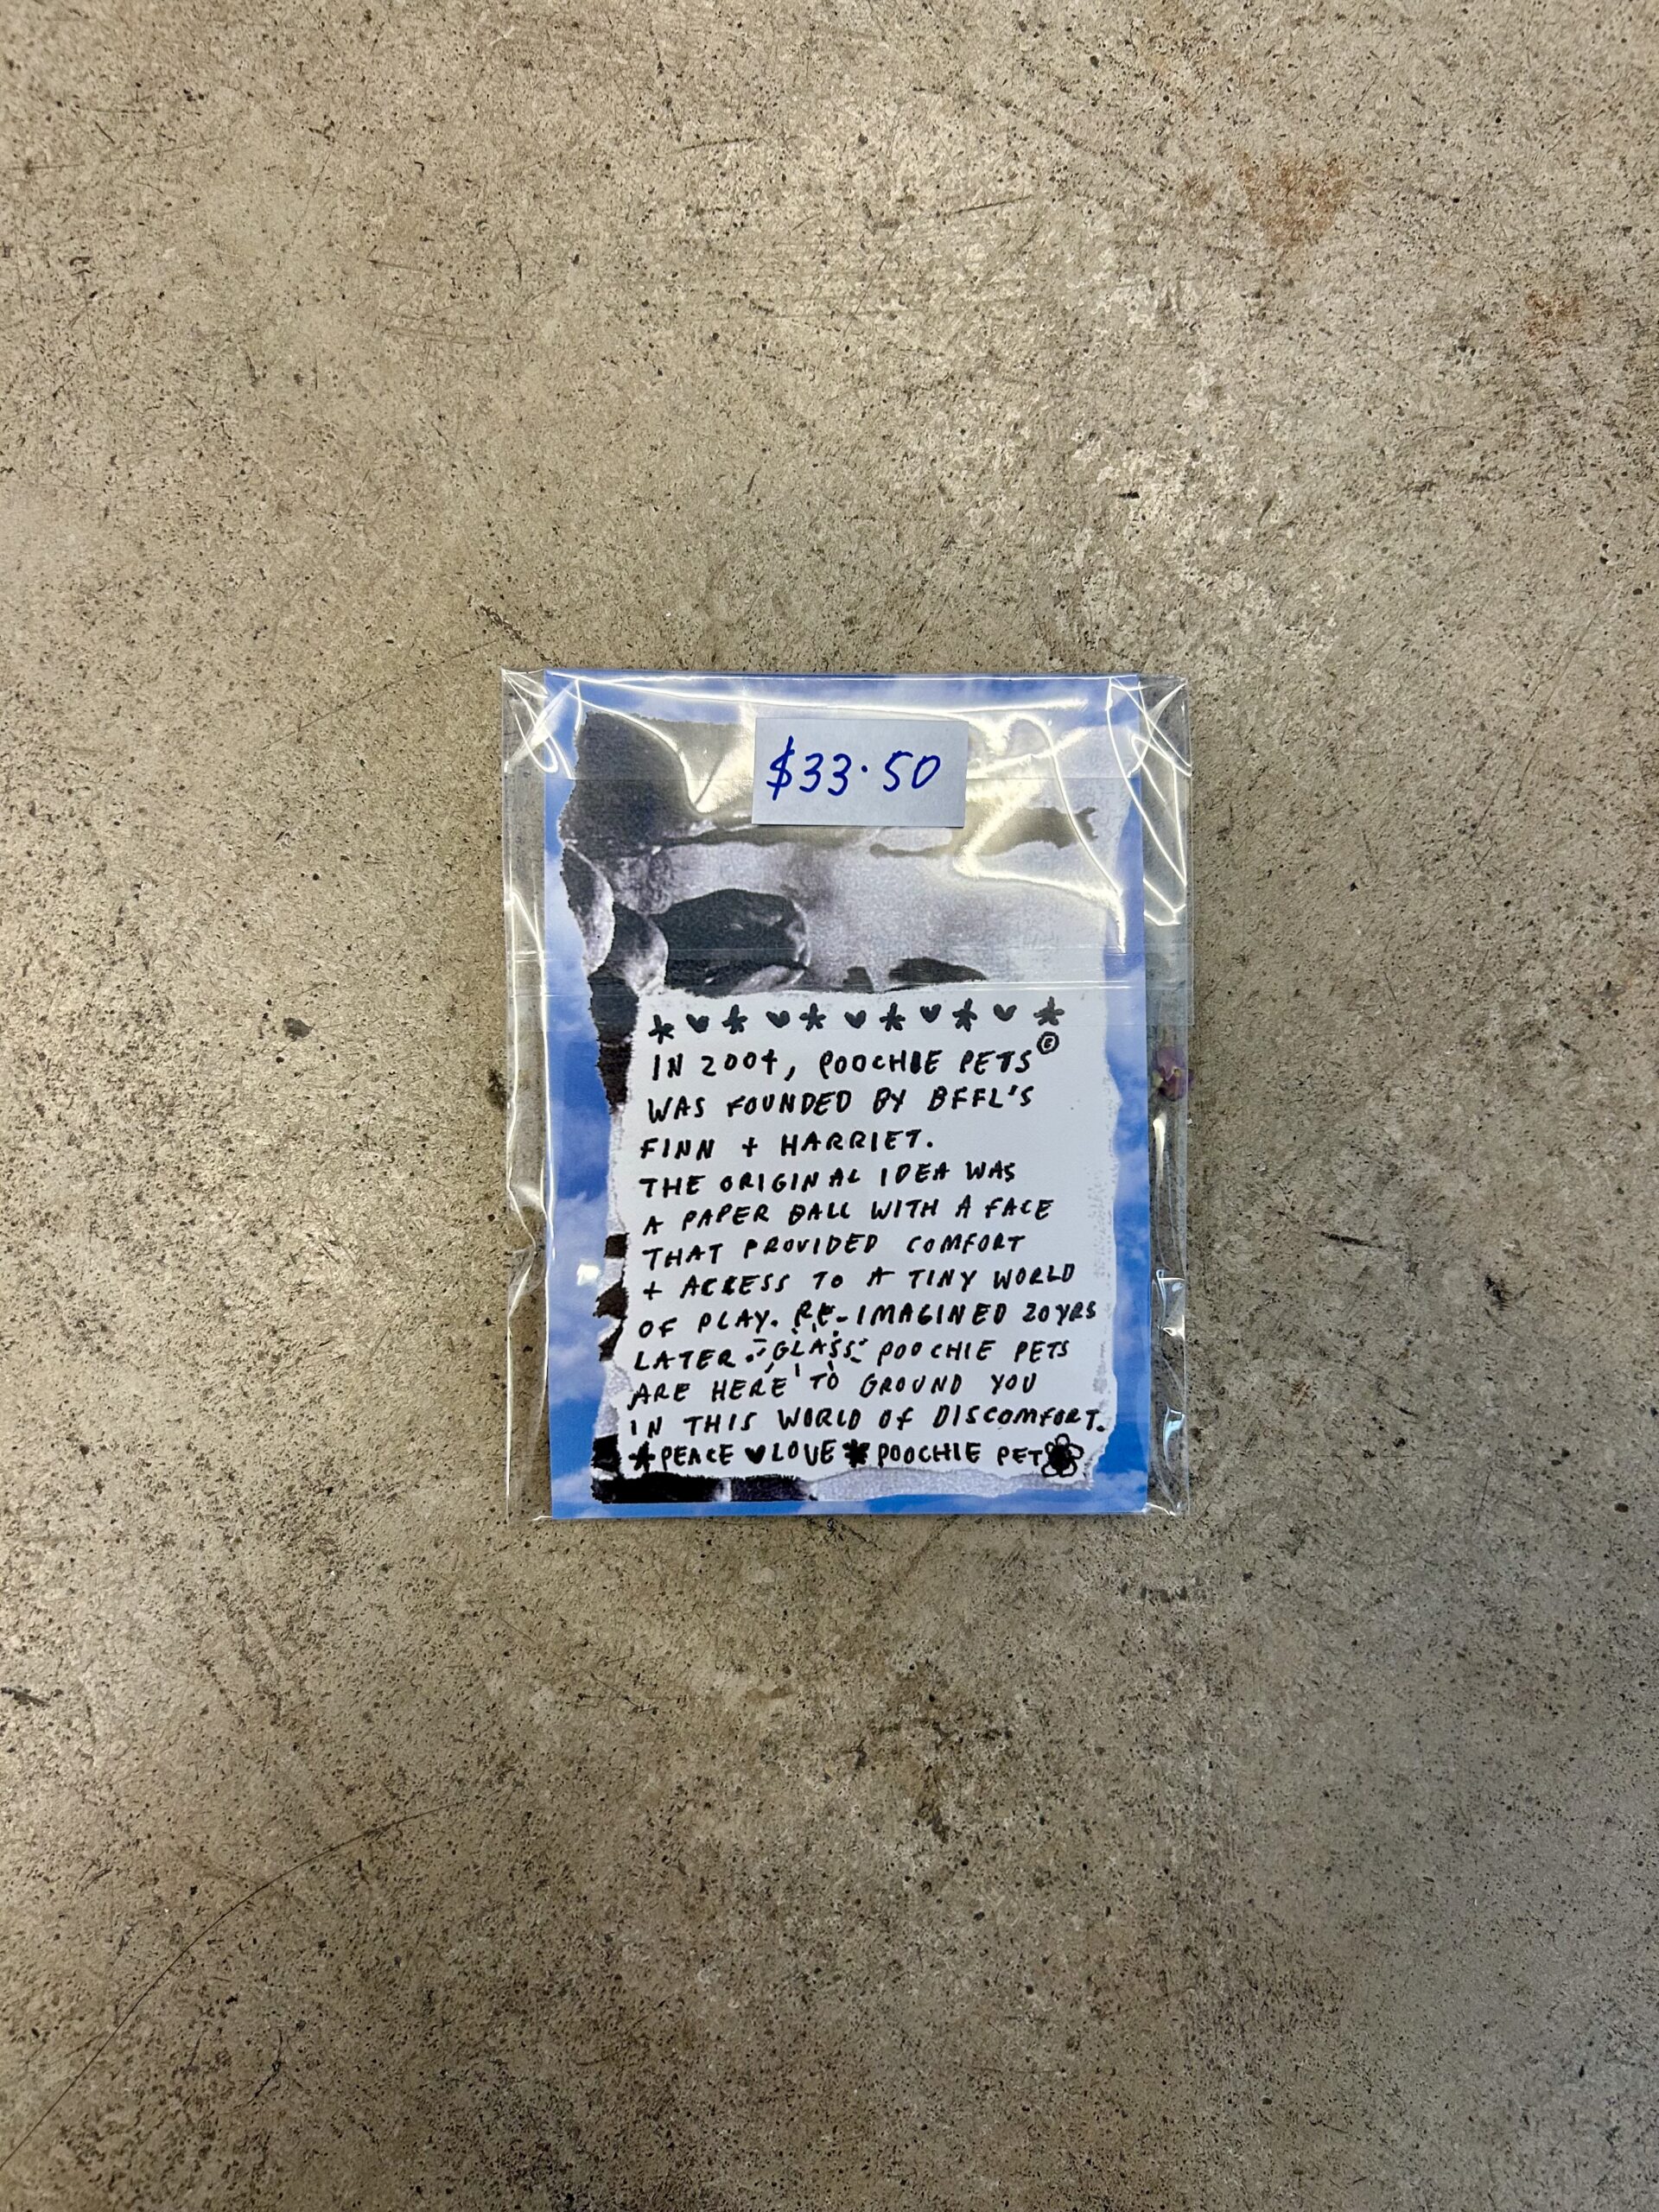 $33.50
IN 2004, POOCHIE PETS©
WAS FOUNDED BY BFFL'S
FINN + HARRIET.
THE ORIGINAL IDEA WAS
A PAPER BALL WITH A FACE
THAT PROVIDED COMFORT
+ ACCESS TO A TINY WORLD
OF PLAY. RE-IMAGINED 20YRS
LATER. GLASS POOCHIE PETS
ARE HERE TO GROUND YOU
IN THIS WORLD OF DISCOMFORT.
*PEACE ♥LOVE *POOCHIE PET